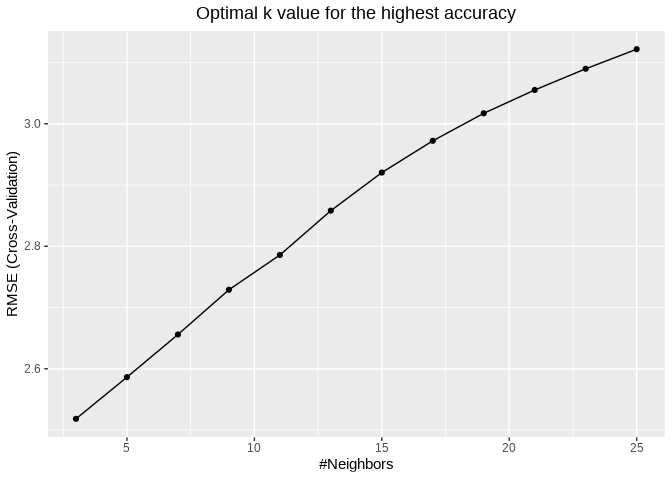 Optimal k value for the highest accuracy
RMSE (Cross-Validation)
3.0
2.8
2.6
5 10 15 20 25
#Neighbors